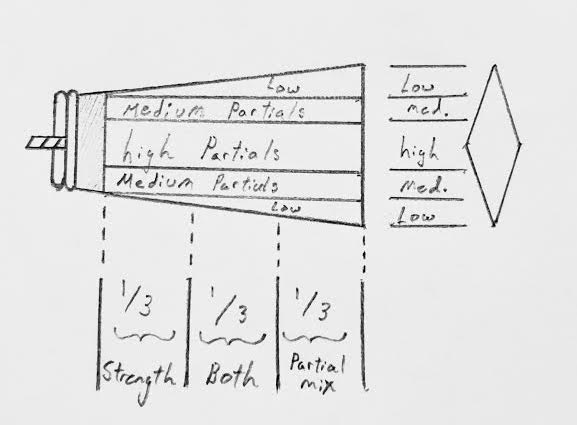 Low
Medium Partials
high Partials
Medium Partials
Low
Low
med.
high
med.
Low
1/3
1/3
1/3
Strength
Both
Partial
mix